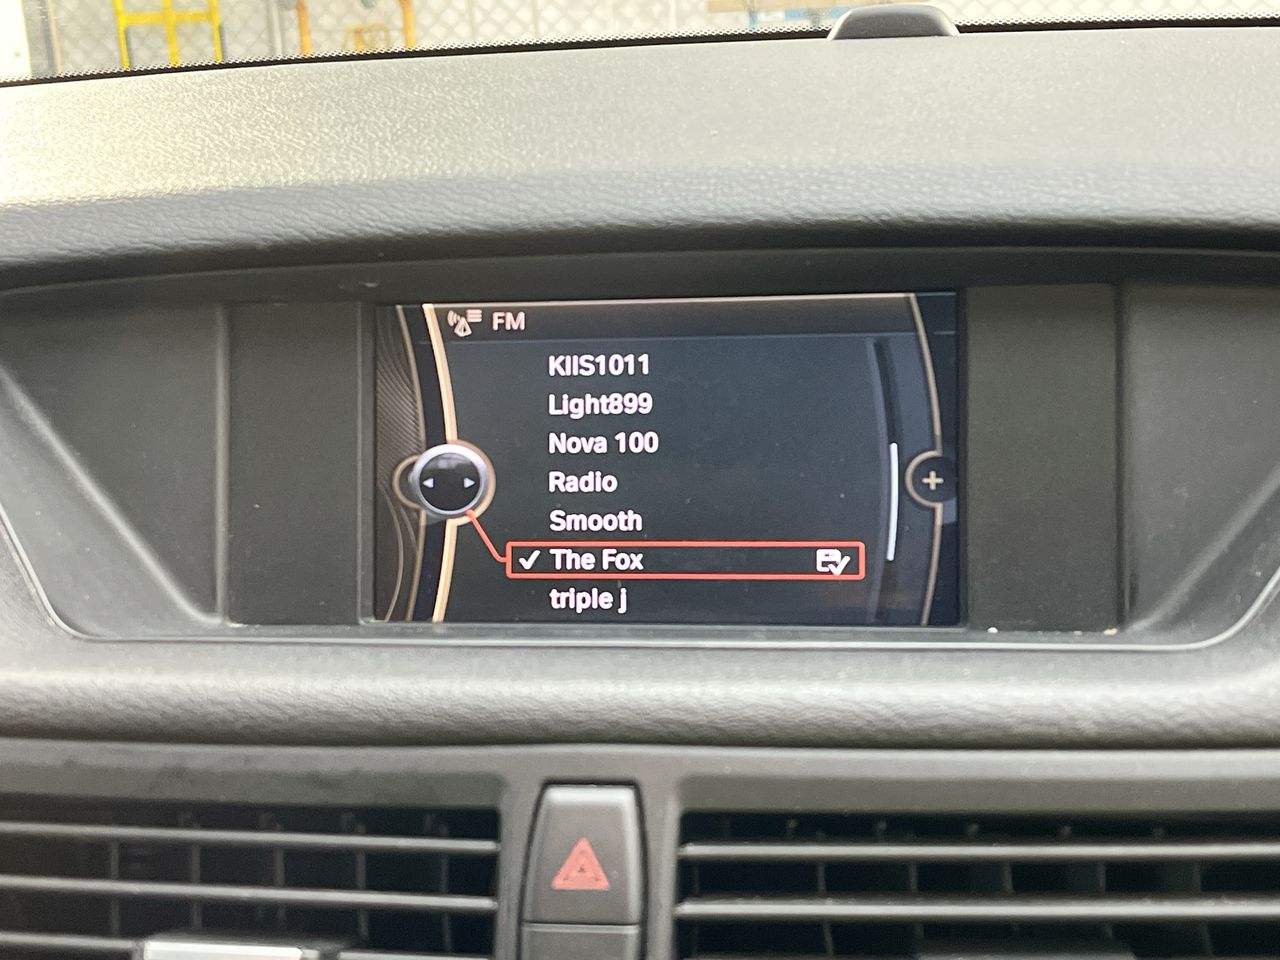 FM
KIIS1011
Light899
Nova 100
Radio
Smooth
The Fox
triple j